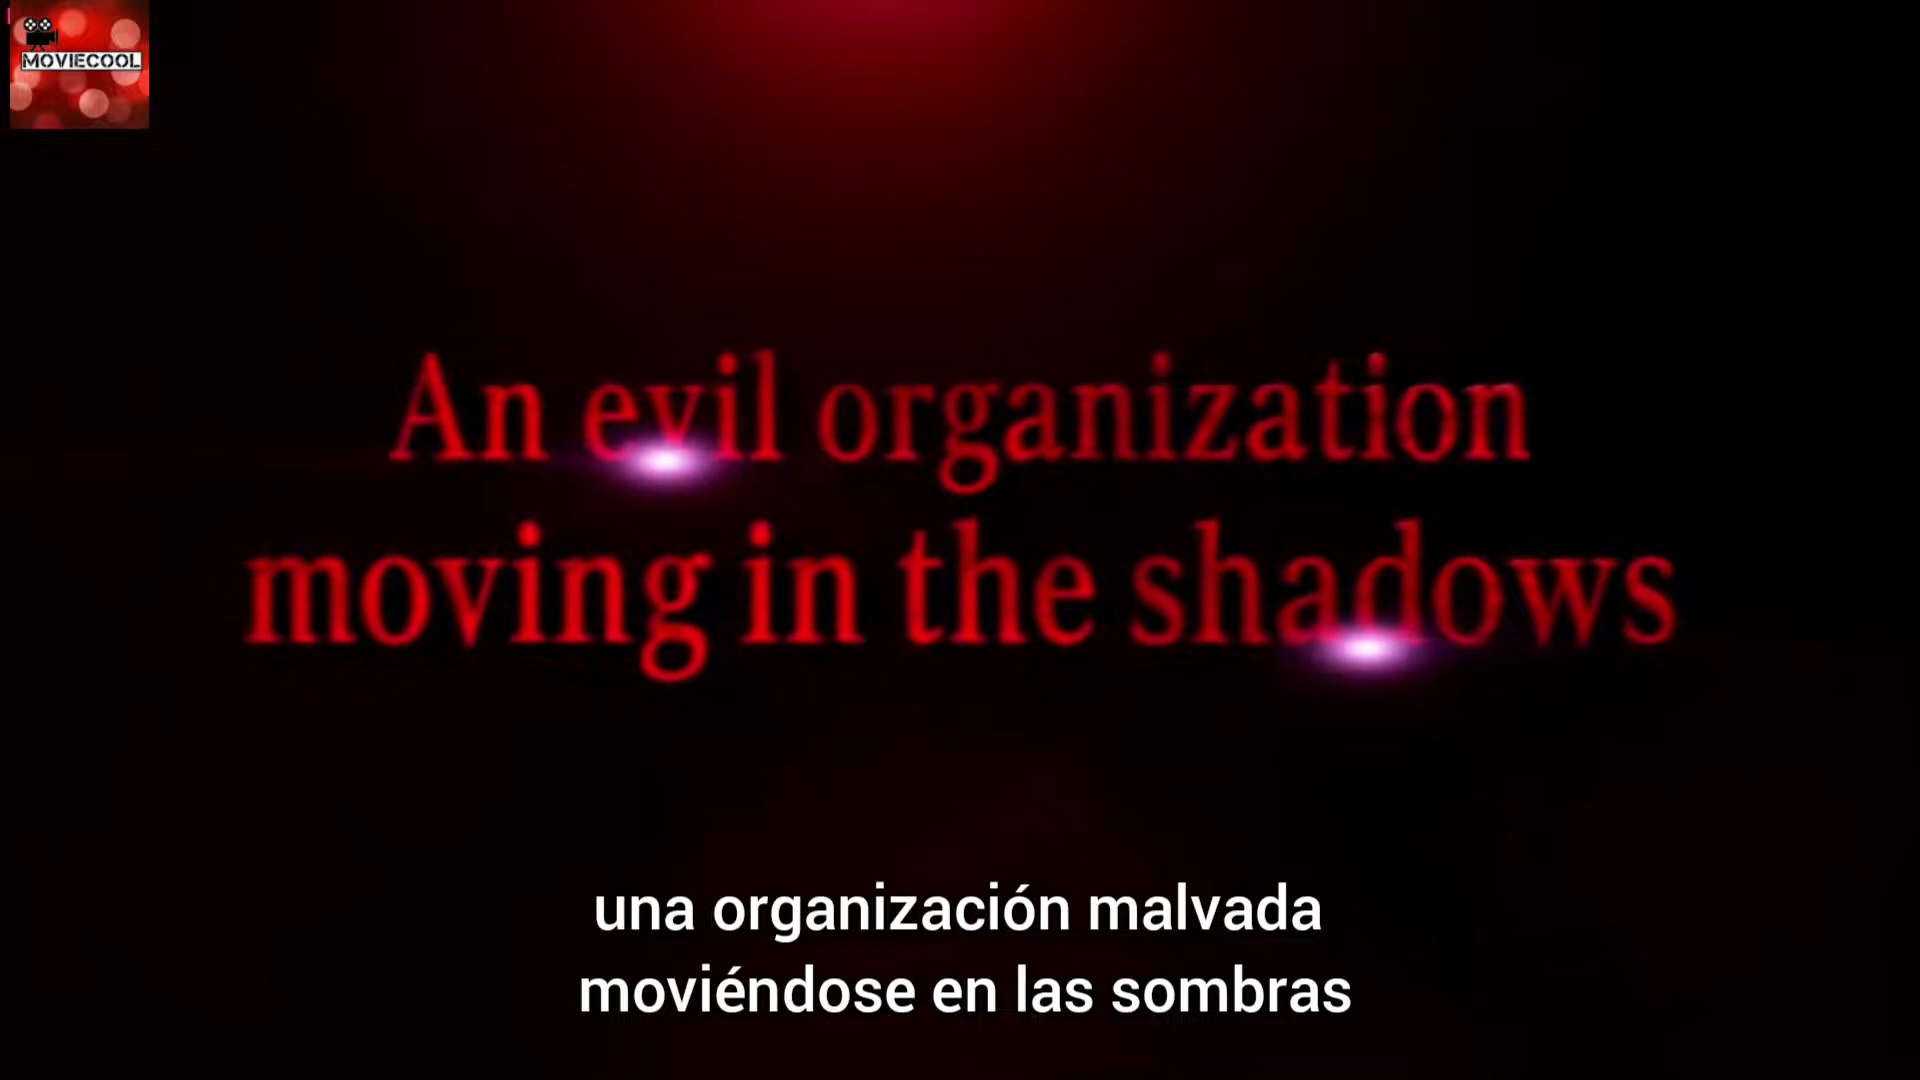 MOVIECOOL
An evil organization
moving in the shadows
una organización malvada
moviéndose en las sombras